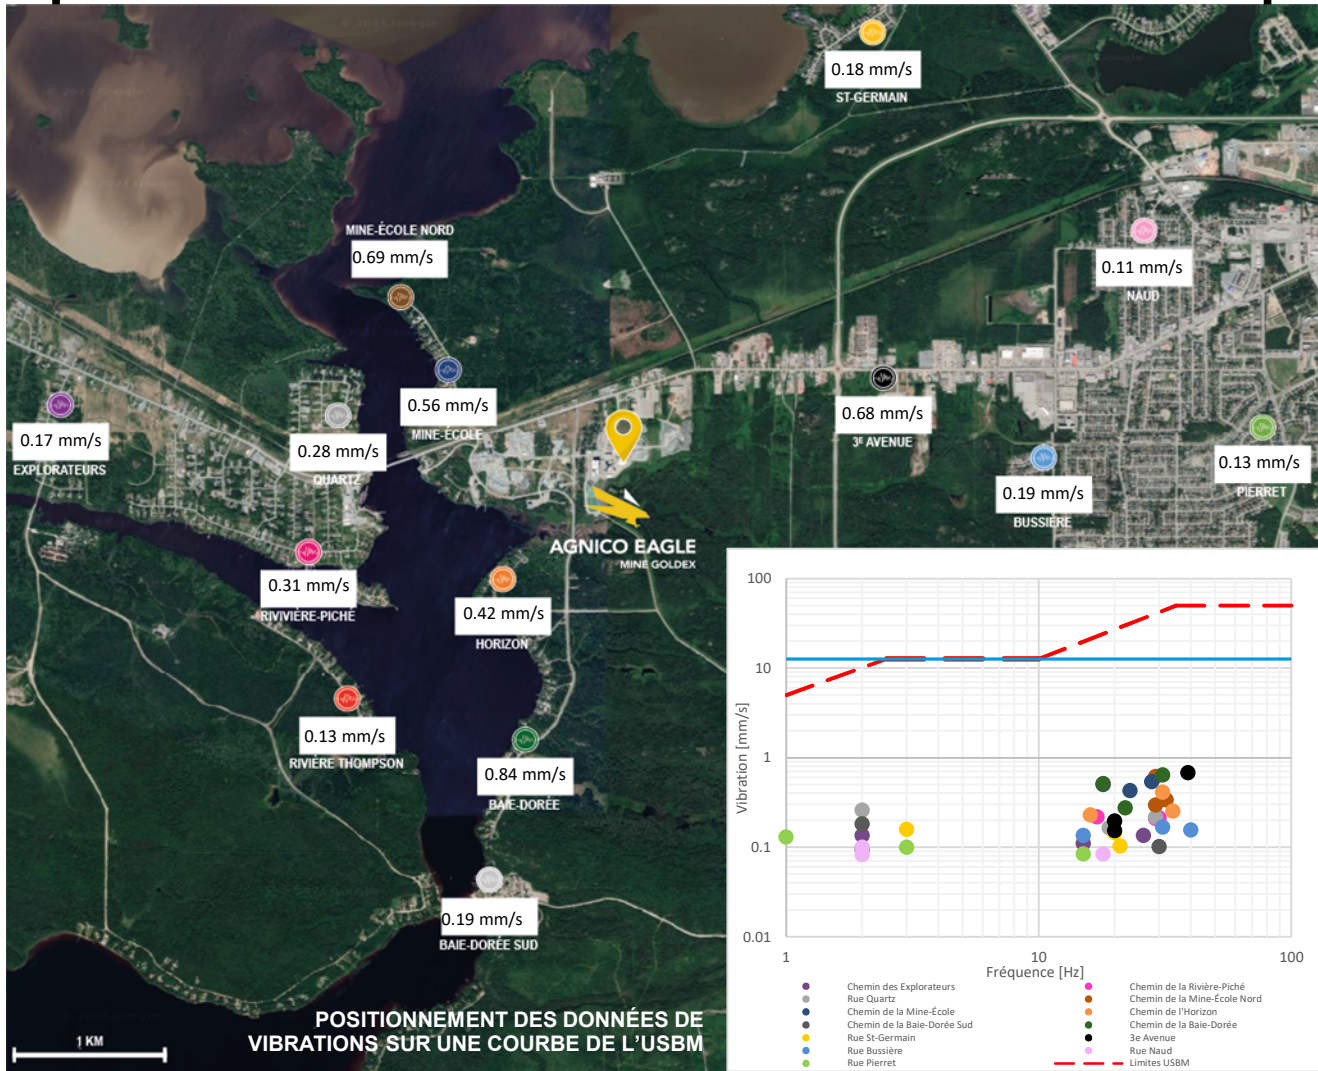 0.18 mm/s
ST-GERMAIN
MINE-ÉCOLE NORD
0.69 mm/s
0.11 mm/s
NAUD
0.56 mm/s
MINE-ÉCOLE
0.68 mm/s
3E AVENUE
0.17 mm/s
EXPLORATEURS
0.28 mm/s
QUARTZ
0.13 mm/s
PIERRET
0.19 mm/s
BUSSIÈRE
AGNICO EAGLE
MINE GOLDEX
0.31 mm/s
RIVIVIÈRE-PICHÉ
0.42 mm/s
HORIZON
0.13 mm/s
RIVIÈRE THOMPSON
0.84 mm/s
BAIE-DORÉE
0.19 mm/s
BAIE-DORÉE SUD
POSITIONNEMENT DES DONNÉES DE
VIBRATIONS SUR UNE COURBE DE L'USBM
1 KM
100
10
1
0.1
0.01
Vibration [mm/s]
1
10
100
Fréquence [Hz]
Chemin des Explorateurs
Chemin de la Rivière-Piché
Rue Quartz
Chemin de la Mine-École Nord
Chemin de la Mine-École
Chemin de l'Horizon
Chemin de la Baie-Dorée Sud
Chemin de la Baie-Dorée
Rue St-Germain
3e Avenue
Rue Bussière
Rue Naud
Rue Pierret
Limites USBM